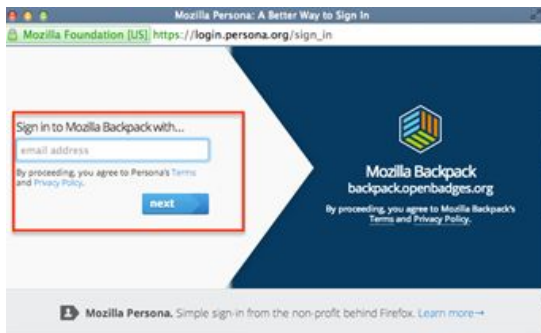 Mozilla Persona: A Better Way to Sign In
Mozilla Foundation [US] https://login.persona.org/sign_in
Sign in to Mozilla Backpack with...
email address
By proceeding, you agree to Persona's Terms
and Privacy Policy.
next
Mozilla Backpack
backpack.openbadges.org
By proceeding, you agree to Mozilla Backpack's
Terms and Privacy Policy.
Mozilla Persona. Simple sign-in from the non-profit behind Firefox. Learn more→